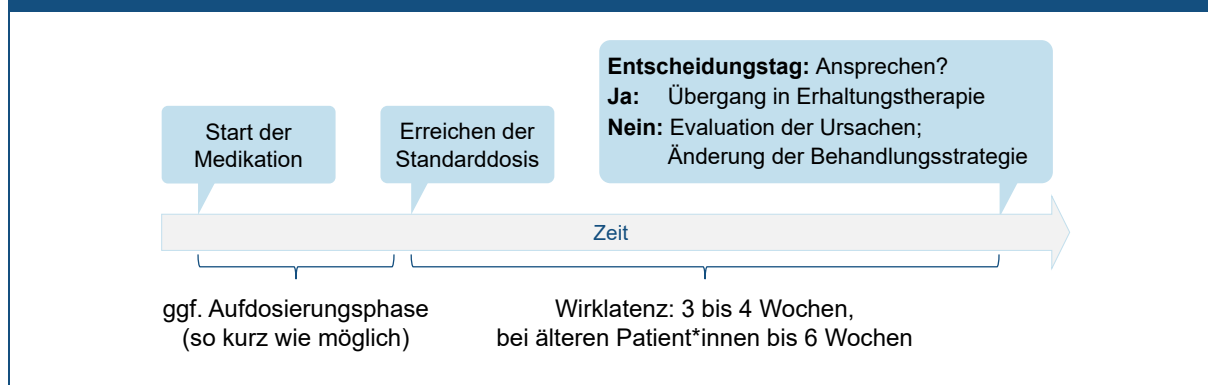 Entscheidungstag: Ansprechen?
Ja: Übergang in Erhaltungstherapie
Nein: Evaluation der Ursachen;
Änderung der Behandlungsstrategie
Start der
Medikation
Erreichen der
Standarddosis
Zeit
ggf. Aufdosierungsphase
(so kurz wie möglich)
Wirklatenz: 3 bis 4 Wochen,
bei älteren Patient*innen bis 6 Wochen